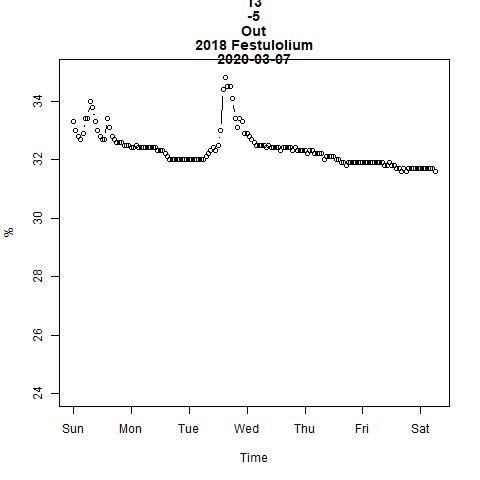 13
-5
Out
2018 Festulolium
2020-03-07
34
32
30
28
26
24
%
Sun Mon Tue Wed Thu Fri Sat
Time